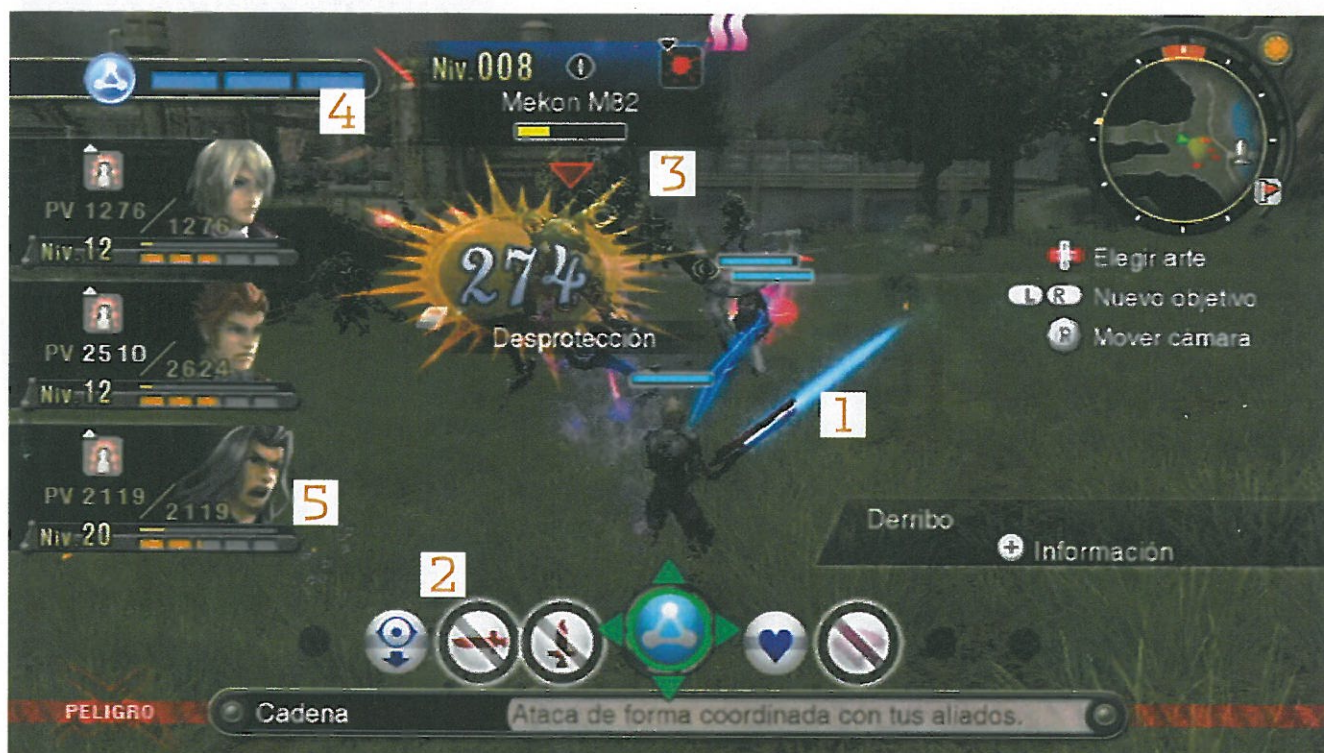 4
Niv.008
Mekon M82
3
PV 1276/1276
Niv.12
274
Desprotección
Elegir arte
L R Nuevo objetivo
R Mover cámara
PV 2510/2624
Niv.12
1
PV 2119/2119
5
Niv.20
Derribo
+ Información
2
PELIGRO
Cadena
Ataca de forma coordinada con tus aliados.